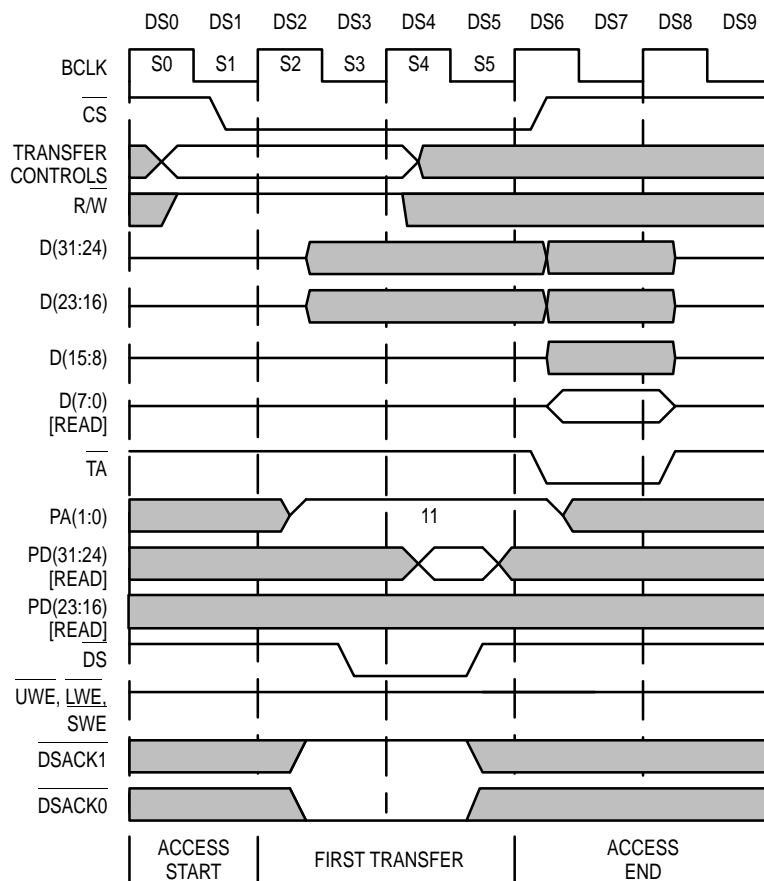 DS0 DS1 DS2 DS3 DS4 DS5 DS6 DS7 DS8 DS9
BCLK S0 S1 S2 S3 S4 S5
CS
TRANSFER
CONTROLS
R/W
D(31:24)
D(23:16)
D(15:8)
D(7:0)
[READ]
TA
PA(1:0) 11
PD(31:24)
[READ]
PD(23:16)
[READ]
DS
UWE, LWE,
SWE
DSACK1
DSACK0
ACCESS
START
FIRST TRANSFER
ACCESS
END